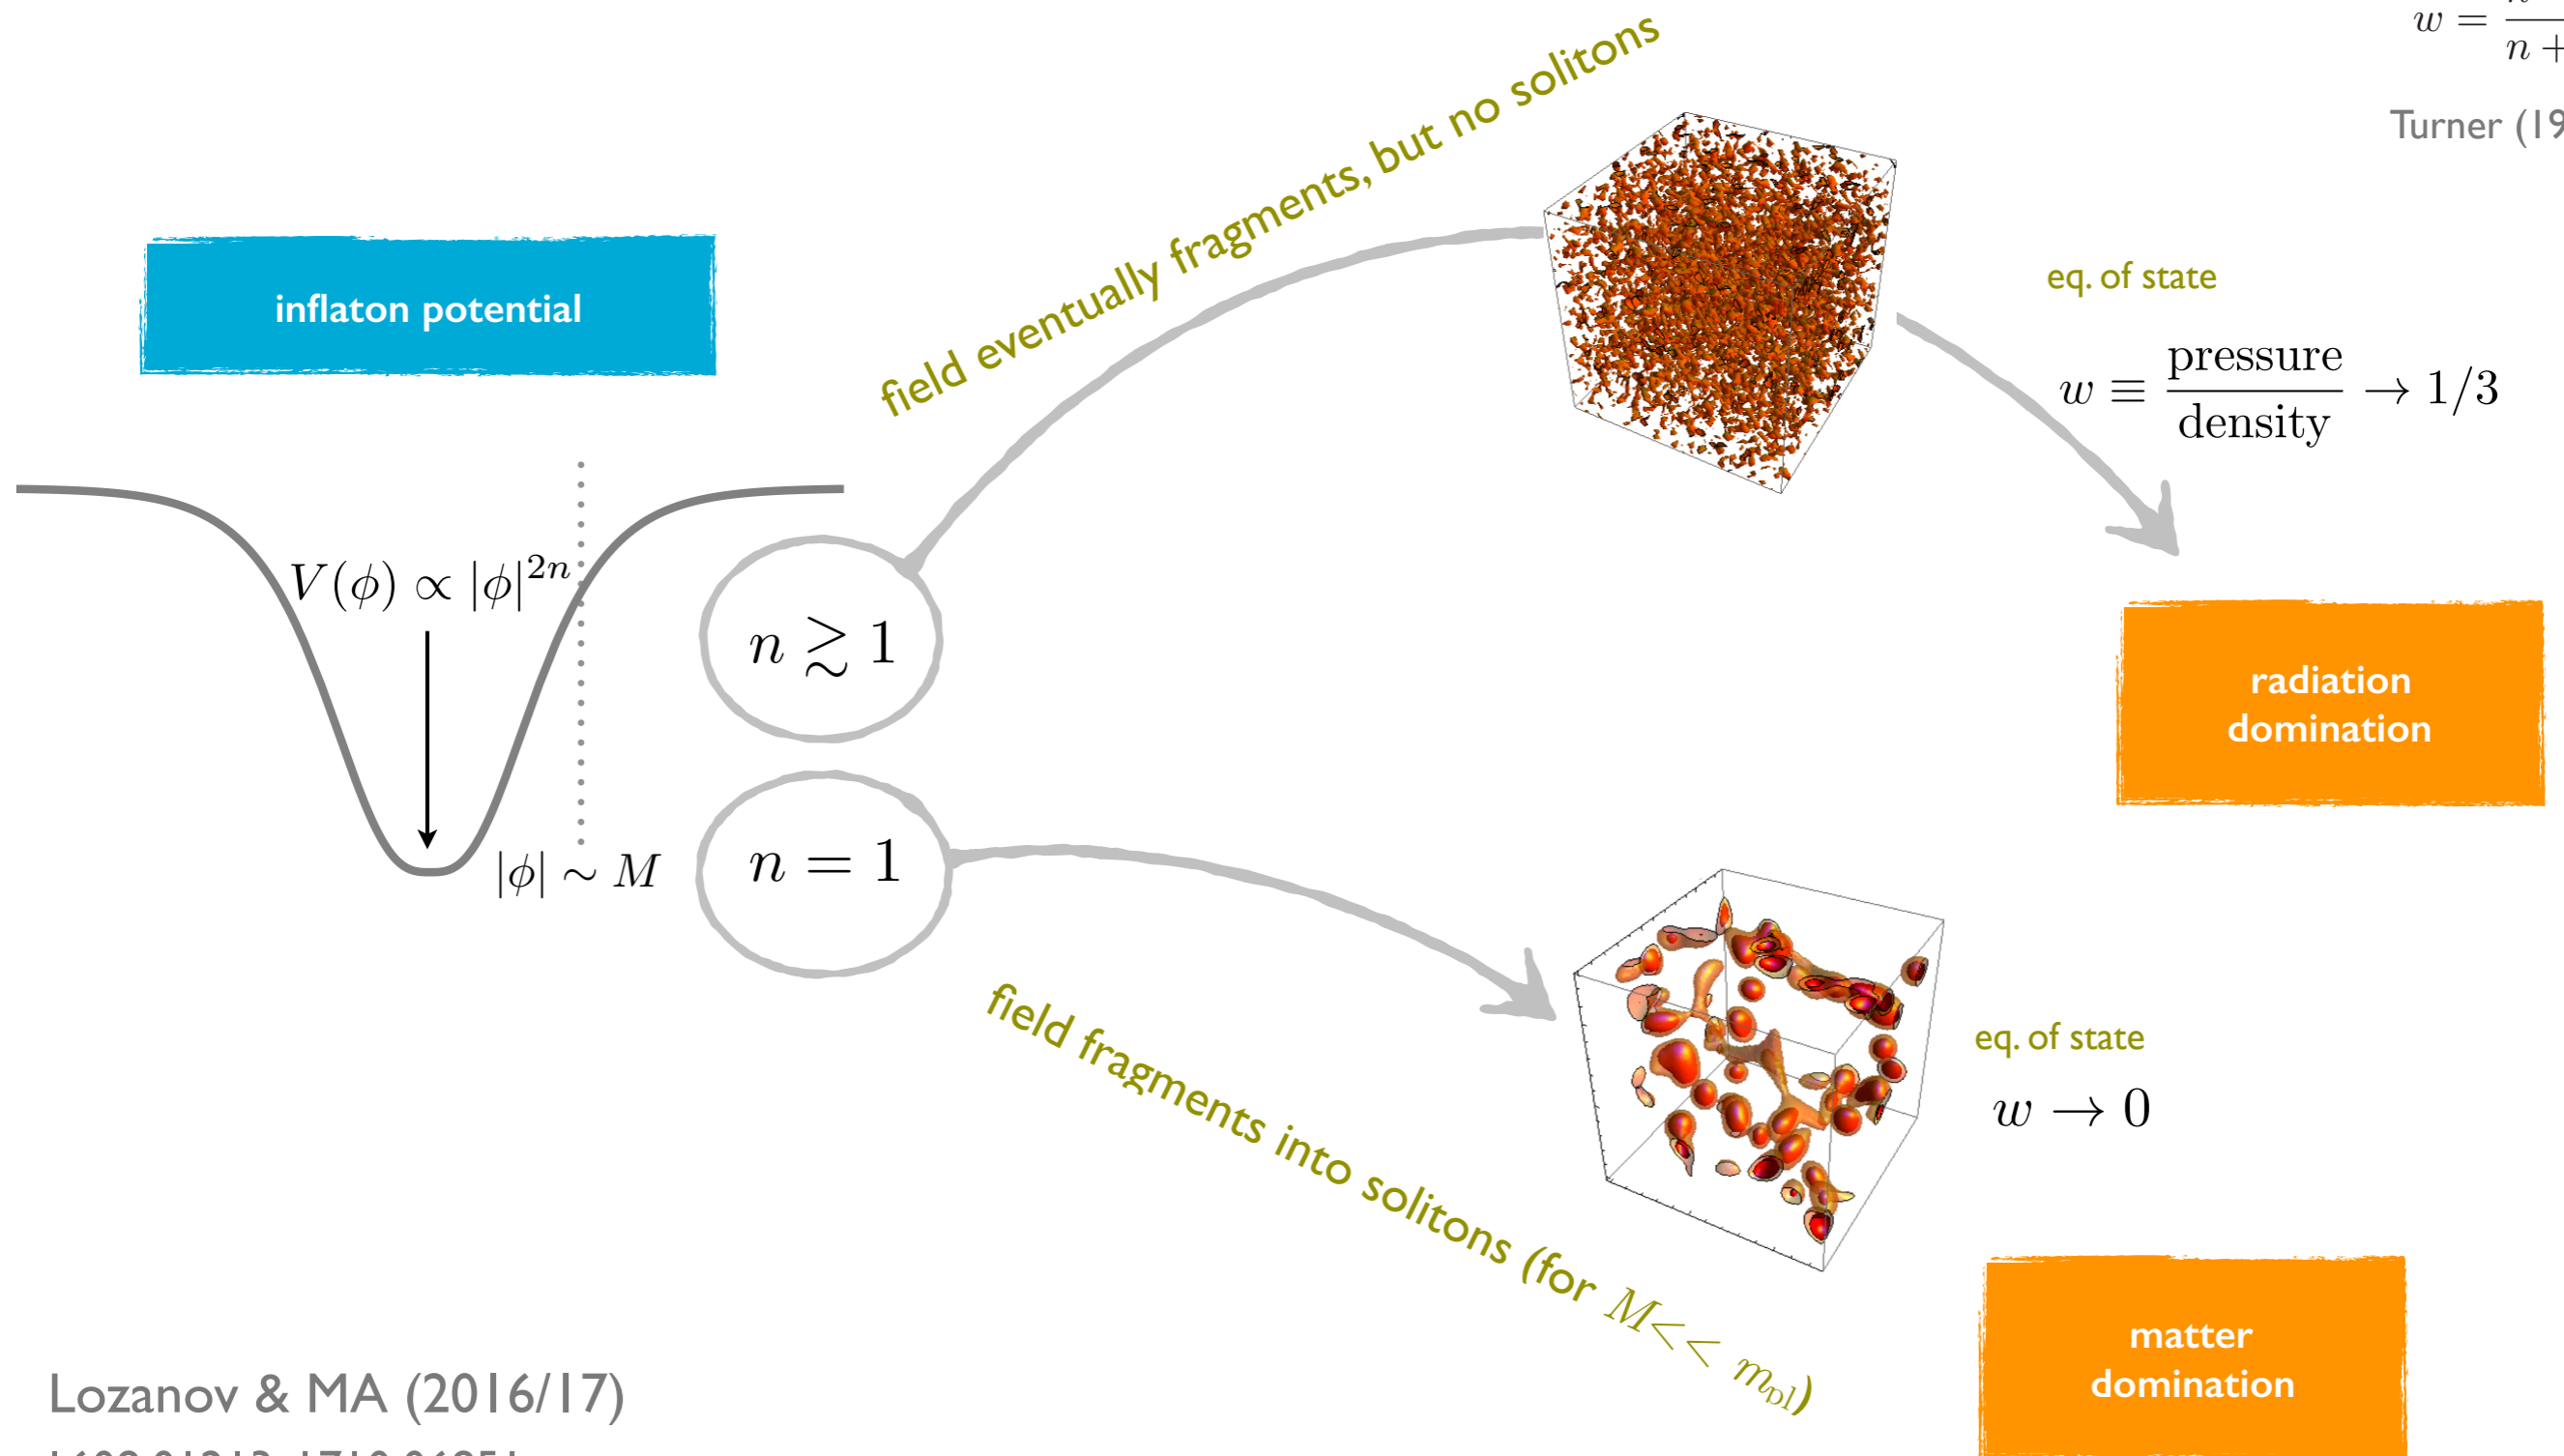 w = n
n +
Turner (19
inflaton potential
field eventually fragments, but no solitons
eq. of state
w ≡ pressure / density → 1/3
V(ϕ) ∝ |ϕ|^{2n}
n ≳ 1
radiation
domination
|ϕ| ∼ M
n = 1
field fragments into solitons (for M<< m_pl)
eq. of state
w → 0
matter
domination
Lozanov & MA (2016/17)